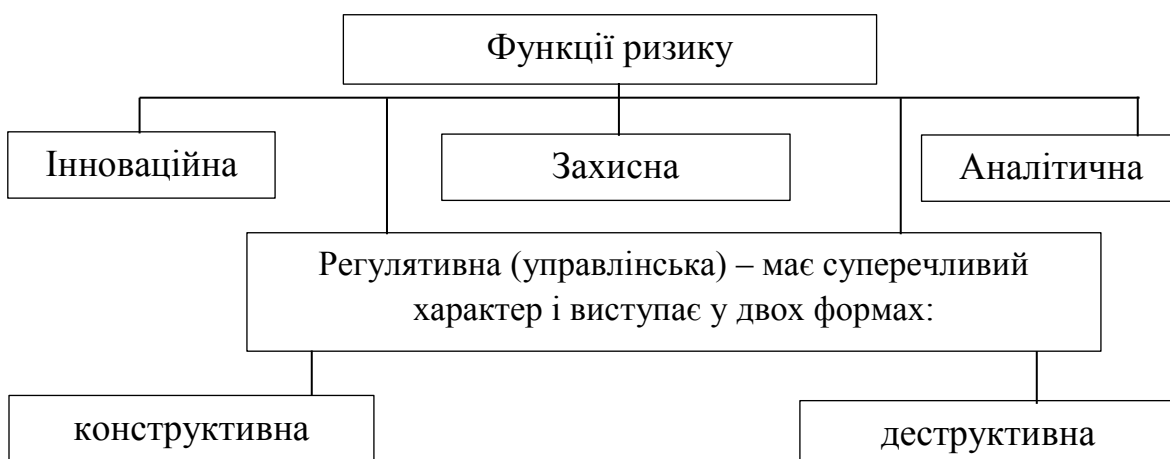 Функції ризику
Інноваційна
Захисна
Аналітична
Регулятивна (управлінська) – має суперечливий
характер і виступає у двох формах:
конструктивна
деструктивна